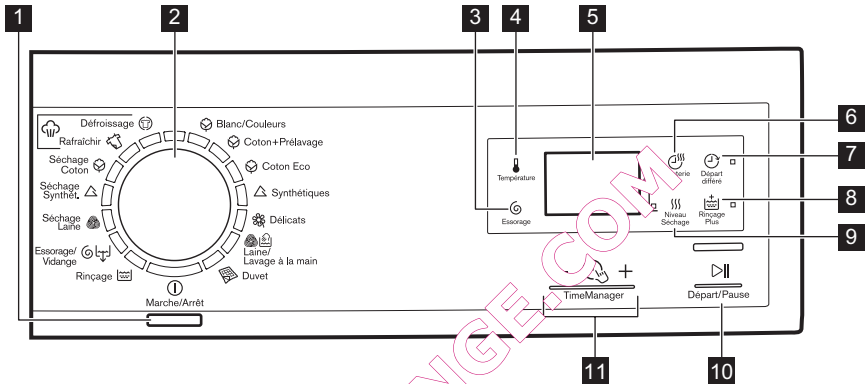 1
2
3
4
5
6
7
8
9
10
11
Défroissage
Rafraîchir
Séchage
Coton
Séchage
Synthét.
Séchage
Laine
Essorage/
Vidange
Rinçage
Marche/Arrêt
Blanc/Couleurs
Coton+Prélavage
Coton Eco
Synthétiques
Délicats
Laine/
Lavage à la main
Duvet
Température
Essorage
Départ
différé
Niveau
Séchage
Rinçage
Plus
+
TimeManager
Départ/Pause
.COM